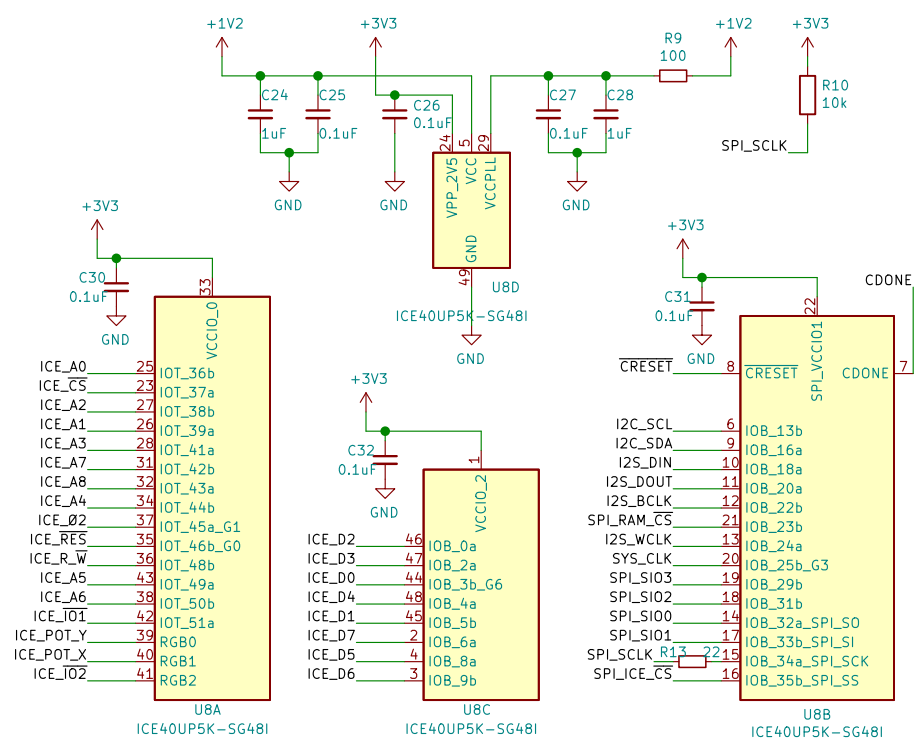 +1V2
+3V3
R9
100
+1V2
+3V3
C24
1uF
C25
0.1uF
C26
0.1uF
C27
0.1uF
C28
1uF
R10
10k
SPI_SCLK
GND
GND
GND
24
5
29
VPP_2V5
VCC
VCCPLL
GND
49
U8D
ICE40UP5K-SG48I
GND
+3V3
C30
0.1uF
GND
33
VCCIO_0
ICE_A0 25 IOT_36b
ICE_C̅S̅ 23 IOT_37a
ICE_A2 27 IOT_38b
ICE_A1 26 IOT_39a
ICE_A3 28 IOT_41a
ICE_A7 31 IOT_42b
ICE_A8 32 IOT_43a
ICE_A4 34 IOT_44b
ICE_Ø2 37 IOT_45a_G1
ICE_R̅E̅S̅ 35 IOT_46b_G0
ICE_R_W̅ 36 IOT_48b
ICE_A5 43 IOT_49a
ICE_A6 38 IOT_50b
ICE_I̅O̅1̅ 42 IOT_51a
ICE_POT_Y 39 RGB0
ICE_POT_X 40 RGB1
ICE_I̅O̅2̅ 41 RGB2
U8A
ICE40UP5K-SG48I
+3V3
C32
0.1uF
GND
1
VCCIO_2
ICE_D2 46 IOB_0a
ICE_D3 47 IOB_2a
ICE_D0 44 IOB_3b_G6
ICE_D4 48 IOB_4a
ICE_D1 45 IOB_5b
ICE_D7 2 IOB_6a
ICE_D5 4 IOB_8a
ICE_D6 3 IOB_9b
U8C
ICE40UP5K-SG48I
+3V3
C31
0.1uF
GND
22
SPI_VCCIO1
CDONE
C̅R̅E̅S̅E̅T̅ 8 C̅R̅E̅S̅E̅T̅ CDONE 7
I2C_SCL 6 IOB_13b
I2C_SDA 9 IOB_16a
I2S_DIN 10 IOB_18a
I2S_DOUT 11 IOB_20a
I2S_BCLK 12 IOB_22b
SPI_RAM_C̅S̅ 21 IOB_23b
I2S_WCLK 13 IOB_24a
SYS_CLK 20 IOB_25b_G3
SPI_SIO3 19 IOB_29b
SPI_SIO2 18 IOB_31b
SPI_SIO0 14 IOB_32a_SPI_SO
SPI_SIO1 17 IOB_33b_SPI_SI
SPI_SCLK R13 22 15 IOB_34a_SPI_SCK
SPI_ICE_C̅S̅ 16 IOB_35b_SPI_SS
U8B
ICE40UP5K-SG48I